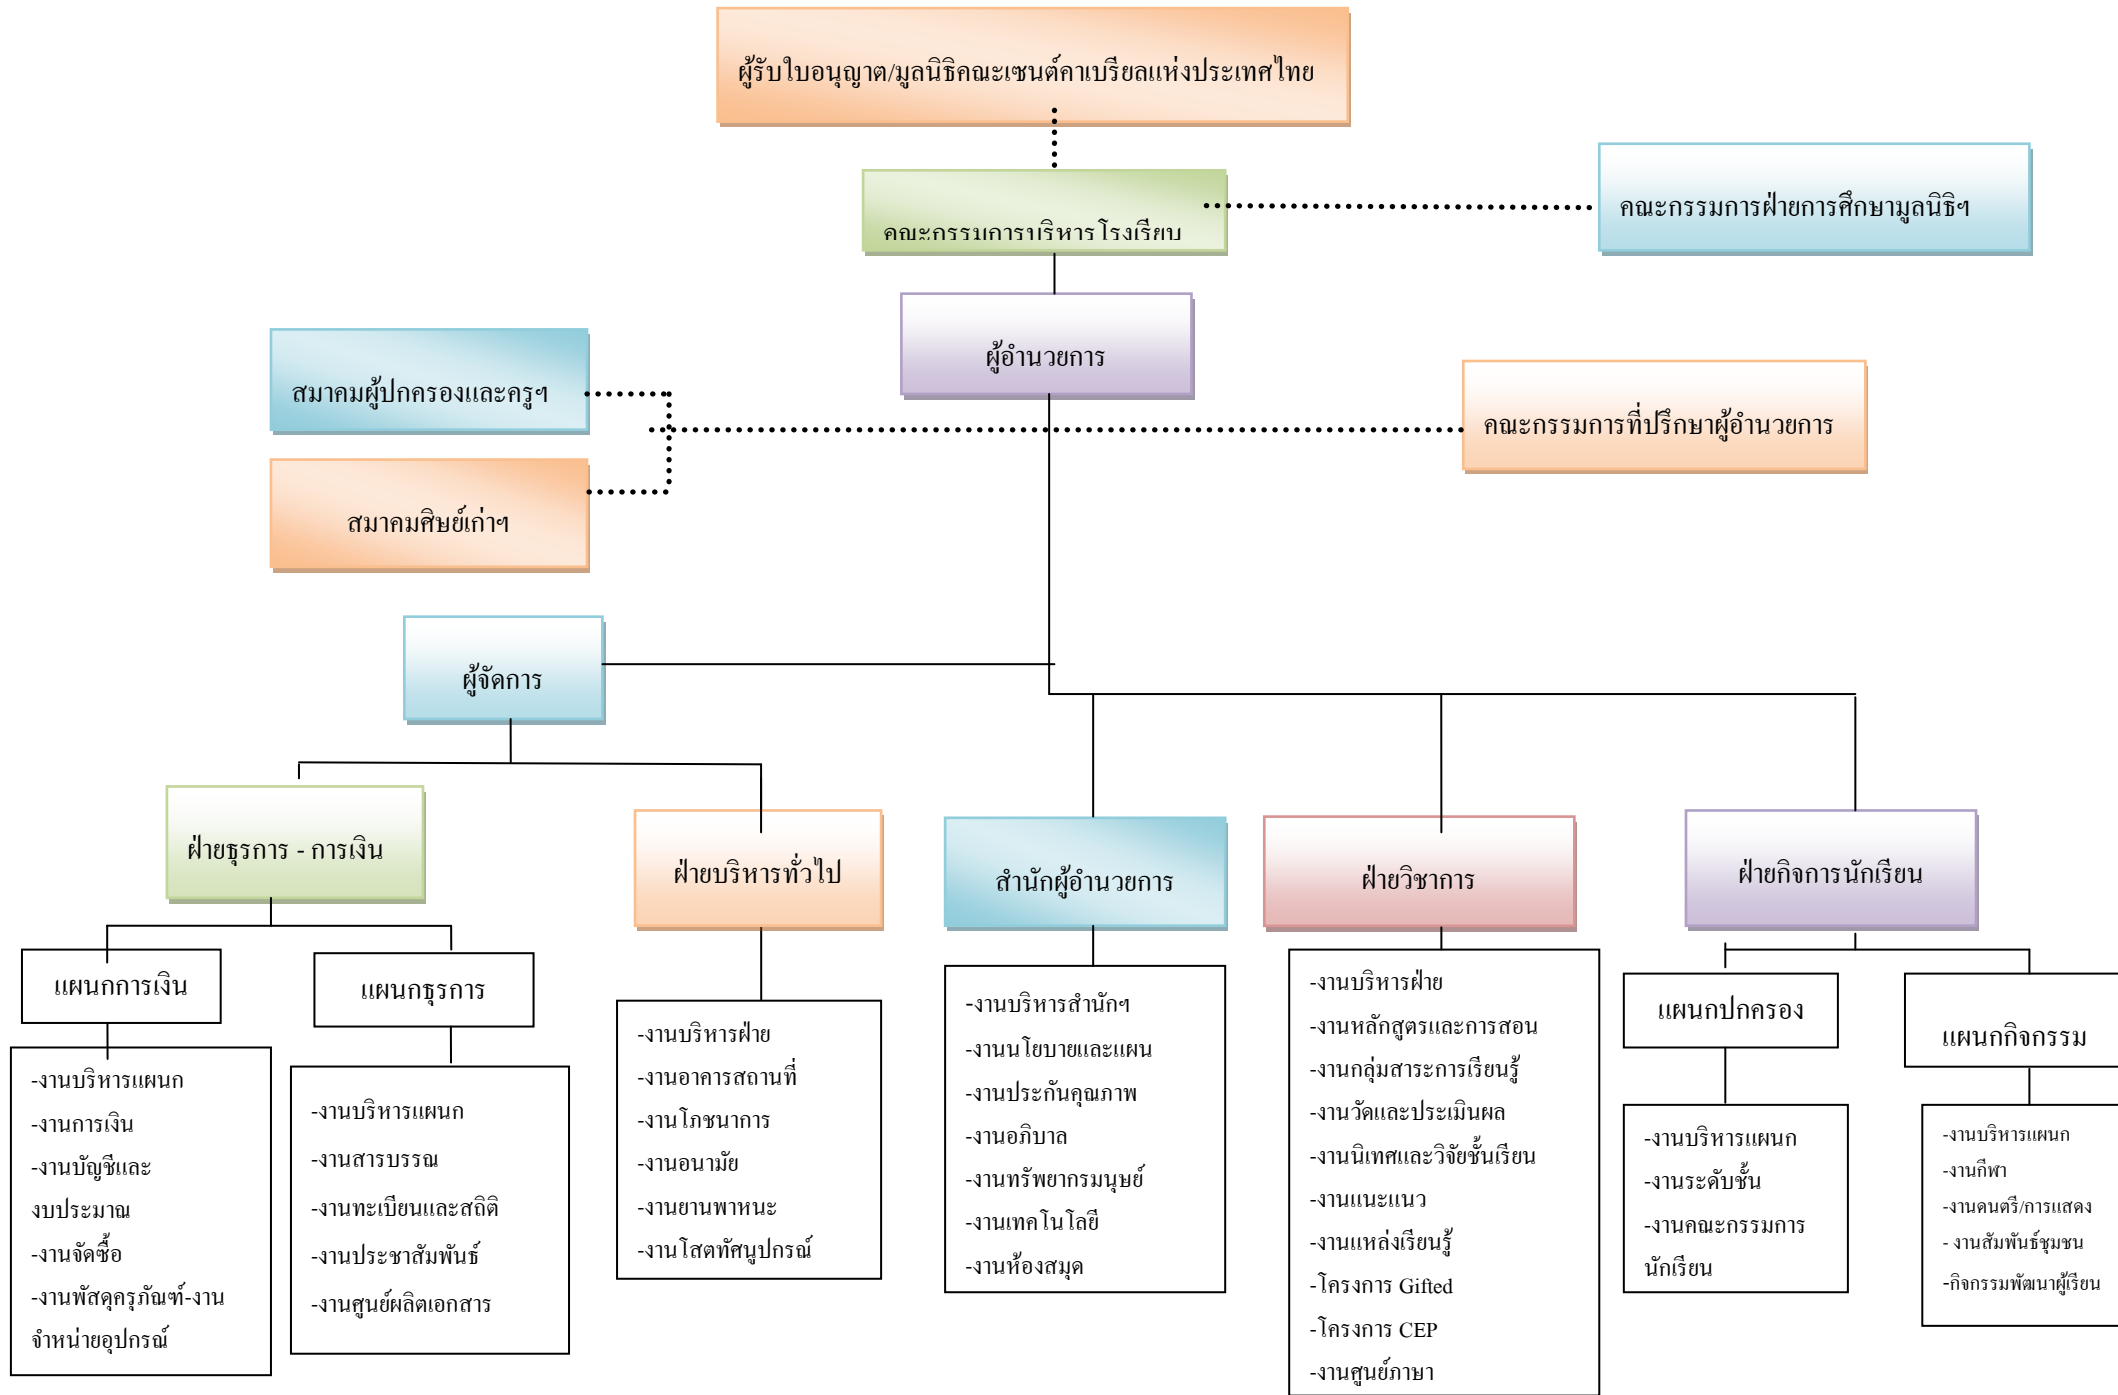 ผู้รับใบอนุญาต/มูลนิธิคณะเซนต์คาเบรียลแห่งประเทศไทย
คณะกรรมการบริหารโรงเรียน
คณะกรรมการฝ่ายการศึกษามูลนิธิฯ
ผู้อำนวยการ
สมาคมผู้ปกครองและครูฯ
คณะกรรมการที่ปรึกษาผู้อำนวยการ
สมาคมศิษย์เก่าฯ
ผู้จัดการ
ฝ่ายธุรการ - การเงิน
ฝ่ายบริหารทั่วไป
สำนักผู้อำนวยการ
ฝ่ายวิชาการ
ฝ่ายกิจการนักเรียน
แผนกการเงิน
แผนกธุรการ
แผนกปกครอง
แผนกกิจกรรม
-งานบริหารแผนก
-งานการเงิน
-งานบัญชีและ
งบประมาณ
-งานจัดซื้อ
-งานพัสดุครุภัณฑ์-งาน
จำหน่ายอุปกรณ์
-งานบริหารแผนก
-งานสารบรรณ
-งานทะเบียนและสถิติ
-งานประชาสัมพันธ์
-งานศูนย์ผลิตเอกสาร
-งานบริหารฝ่าย
-งานอาคารสถานที่
-งานโภชนาการ
-งานอนามัย
-งานยานพาหนะ
-งานโสตทัศนูปกรณ์
-งานบริหารสำนักฯ
-งานนโยบายและแผน
-งานประกันคุณภาพ
-งานอภิบาล
-งานทรัพยากรมนุษย์
-งานเทคโนโลยี
-งานห้องสมุด
-งานบริหารฝ่าย
-งานหลักสูตรและการสอน
-งานกลุ่มสาระการเรียนรู้
-งานวัดและประเมินผล
-งานนิเทศและวิจัยชั้นเรียน
-งานแนะแนว
-งานแหล่งเรียนรู้
-โครงการ Gifted
-โครงการ CEP
-งานศูนย์ภาษา
-งานบริหารแผนก
-งานระดับชั้น
-งานคณะกรรมการ
นักเรียน
-งานบริหารแผนก
-งานกีฬา
-งานดนตรี/การแสดง
- งานสัมพันธ์ชุมชน
-กิจกรรมพัฒนาผู้เรียน